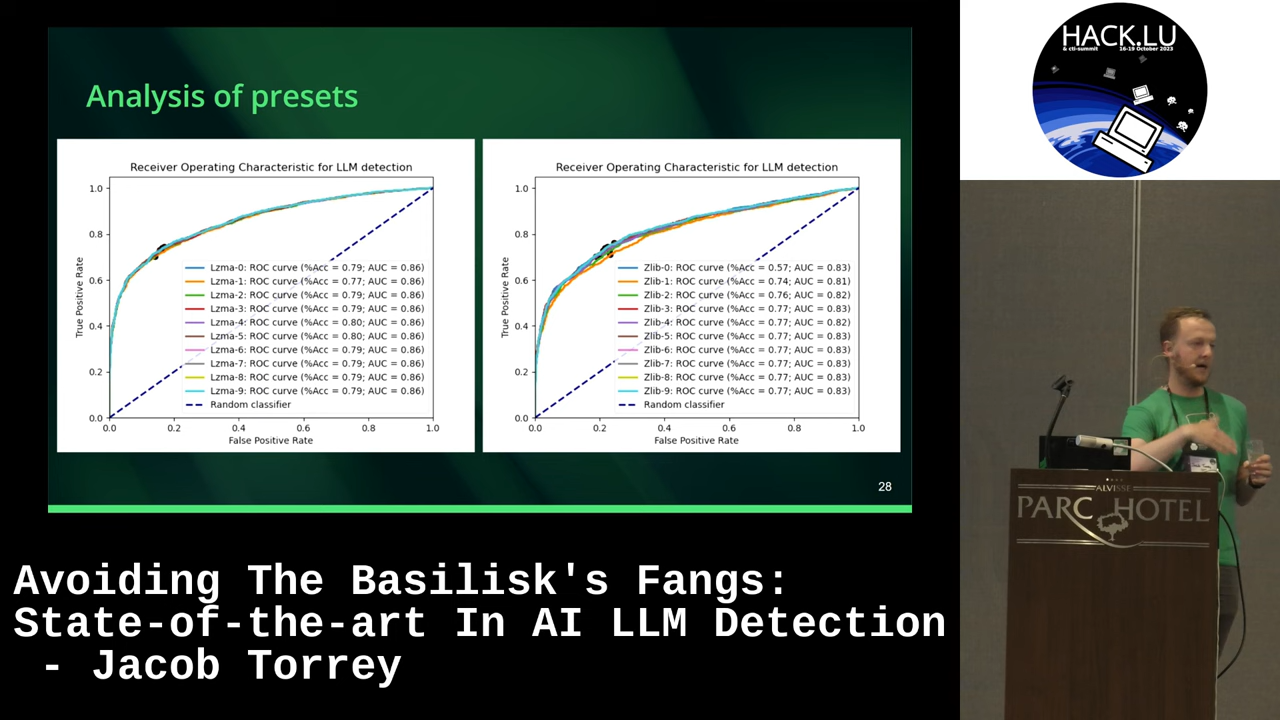 Analysis of presets
Receiver Operating Characteristic for LLM detection
True Positive Rate
1.0
0.8
0.6
0.4
0.2
0.0
Lzma-0: ROC curve (%Acc = 0.79; AUC = 0.86)
Lzma-1: ROC curve (%Acc = 0.77; AUC = 0.86)
Lzma-2: ROC curve (%Acc = 0.79; AUC = 0.86)
Lzma-3: ROC curve (%Acc = 0.79; AUC = 0.86)
Lzma-4: ROC curve (%Acc = 0.80; AUC = 0.86)
Lzma-5: ROC curve (%Acc = 0.80; AUC = 0.86)
Lzma-6: ROC curve (%Acc = 0.79; AUC = 0.86)
Lzma-7: ROC curve (%Acc = 0.79; AUC = 0.86)
Lzma-8: ROC curve (%Acc = 0.79; AUC = 0.86)
Lzma-9: ROC curve (%Acc = 0.79; AUC = 0.86)
Random classifier
0.0 0.2 0.4 0.6 0.8 1.0
False Positive Rate
Receiver Operating Characteristic for LLM detection
True Positive Rate
1.0
0.8
0.6
0.4
0.2
0.0
Zlib-0: ROC curve (%Acc = 0.57; AUC = 0.83)
Zlib-1: ROC curve (%Acc = 0.74; AUC = 0.81)
Zlib-2: ROC curve (%Acc = 0.76; AUC = 0.82)
Zlib-3: ROC curve (%Acc = 0.77; AUC = 0.83)
Zlib-4: ROC curve (%Acc = 0.77; AUC = 0.82)
Zlib-5: ROC curve (%Acc = 0.77; AUC = 0.83)
Zlib-6: ROC curve (%Acc = 0.77; AUC = 0.83)
Zlib-7: ROC curve (%Acc = 0.77; AUC = 0.83)
Zlib-8: ROC curve (%Acc = 0.77; AUC = 0.83)
Zlib-9: ROC curve (%Acc = 0.77; AUC = 0.83)
Random classifier
0.0 0.2 0.4 0.6 0.8 1.0
False Positive Rate
28
HACK.LU
& cti-summit 16-19 October 2023
ALVISSE
PARC HOTEL
Avoiding The Basilisk's Fangs:
State-of-the-art In AI LLM Detection
- Jacob Torrey